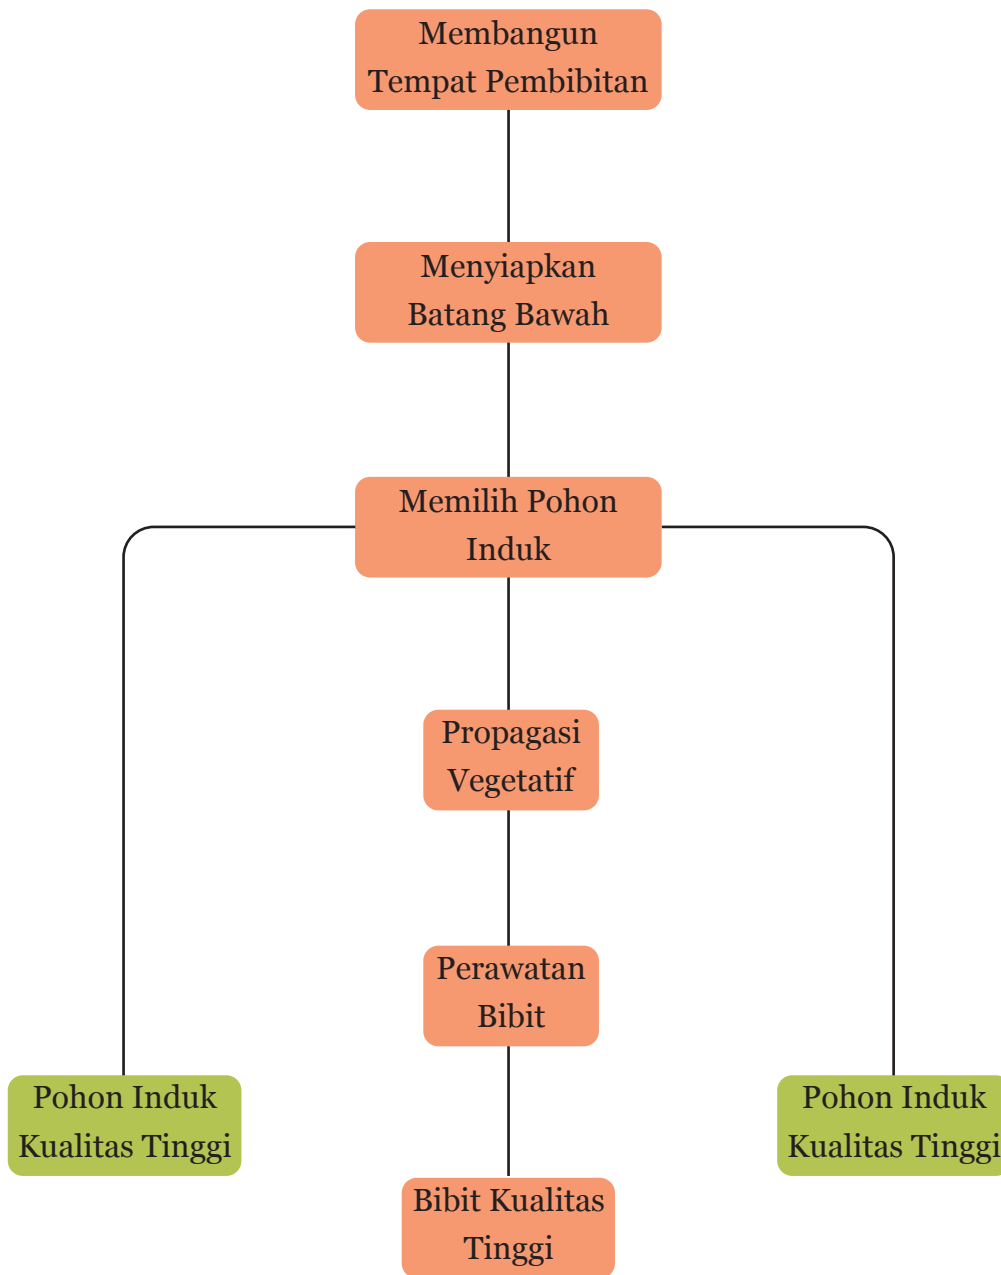 Membangun
Tempat Pembibitan
Menyiapkan
Batang Bawah
Memilih Pohon
Induk
Propagasi
Vegetatif
Perawatan
Bibit
Pohon Induk
Kualitas Tinggi
Pohon Induk
Kualitas Tinggi
Bibit Kualitas
Tinggi